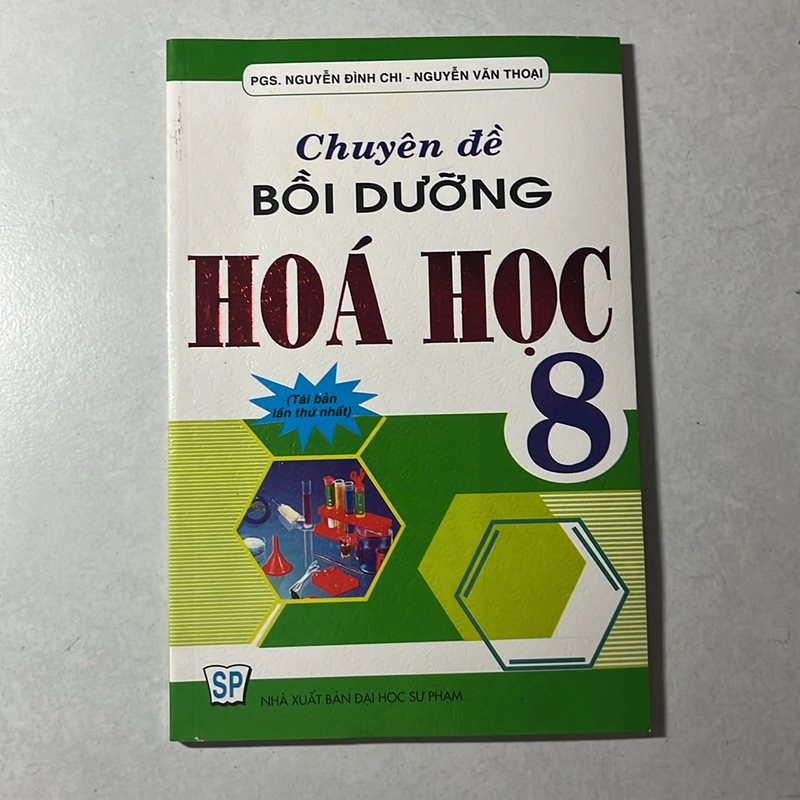 PGS. NGUYỄN ĐÌNH CHI - NGUYỄN VĂN THOẠI
Chuyên đề
BỒI DƯỠNG
HOÁ HỌC
8
(Tái bản
lần thứ nhất)
SP
NHÀ XUẤT BẢN ĐẠI HỌC SƯ PHẠM